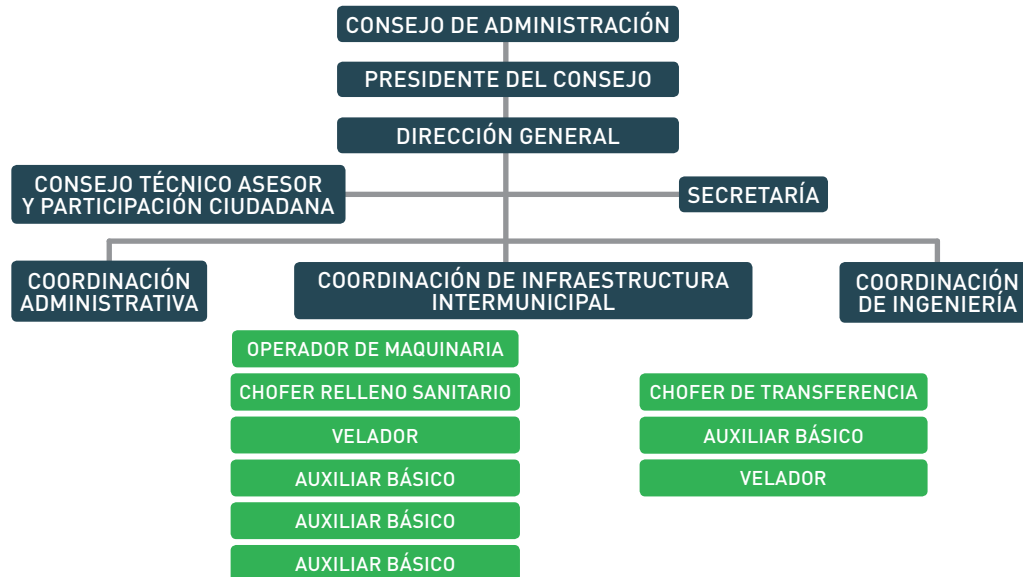 CONSEJO DE ADMINISTRACIÓN
PRESIDENTE DEL CONSEJO
DIRECCIÓN GENERAL
CONSEJO TÉCNICO ASESOR
Y PARTICIPACIÓN CIUDADANA
SECRETARÍA
COORDINACIÓN
ADMINISTRATIVA
COORDINACIÓN DE INFRAESTRUCTURA
INTERMUNICIPAL
COORDINACIÓN
DE INGENIERÍA
OPERADOR DE MAQUINARIA
CHOFER RELLENO SANITARIO
VELADOR
AUXILIAR BÁSICO
AUXILIAR BÁSICO
AUXILIAR BÁSICO
CHOFER DE TRANSFERENCIA
AUXILIAR BÁSICO
VELADOR